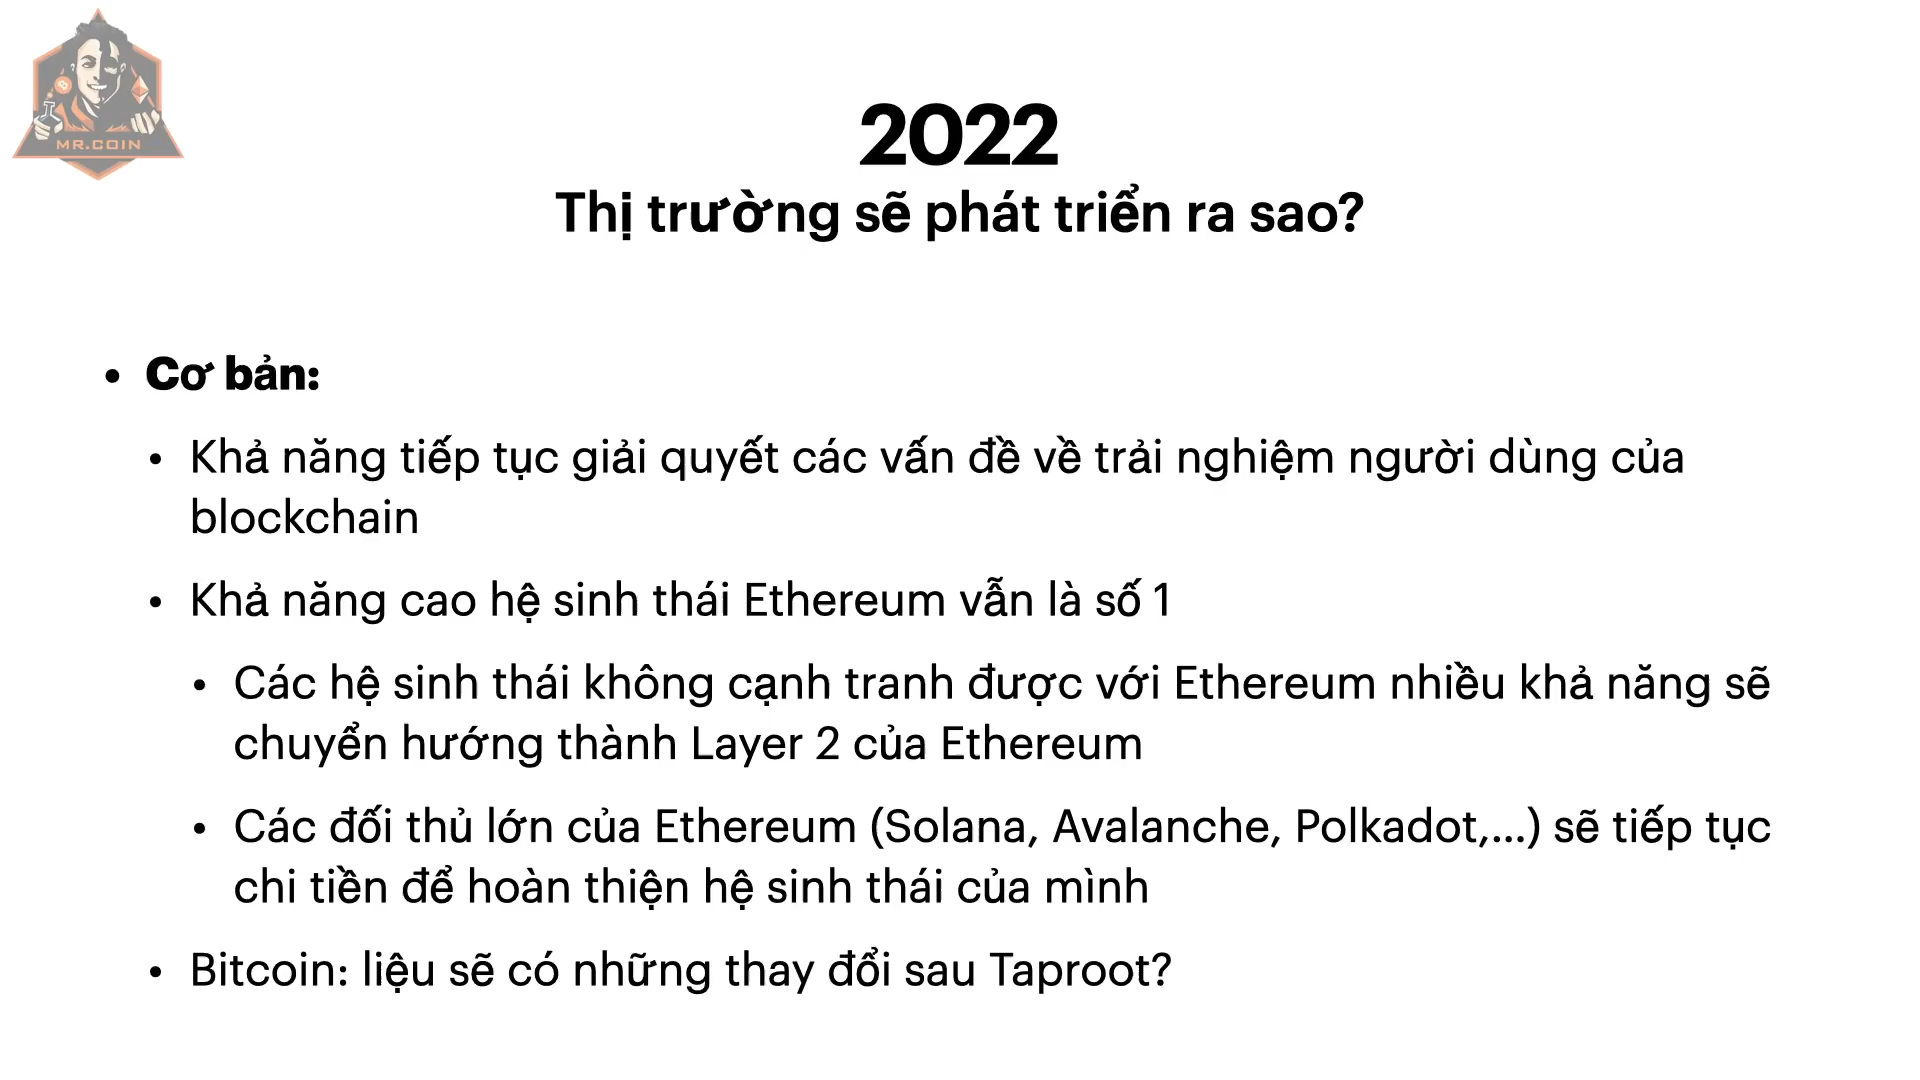 MR.COIN
2022
Thị trường sẽ phát triển ra sao?
• Cơ bản:
• Khả năng tiếp tục giải quyết các vấn đề về trải nghiệm người dùng của
blockchain
• Khả năng cao hệ sinh thái Ethereum vẫn là số 1
• Các hệ sinh thái không cạnh tranh được với Ethereum nhiều khả năng sẽ
chuyển hướng thành Layer 2 của Ethereum
• Các đối thủ lớn của Ethereum (Solana, Avalanche, Polkadot,...) sẽ tiếp tục
chi tiền để hoàn thiện hệ sinh thái của mình
• Bitcoin: liệu sẽ có những thay đổi sau Taproot?